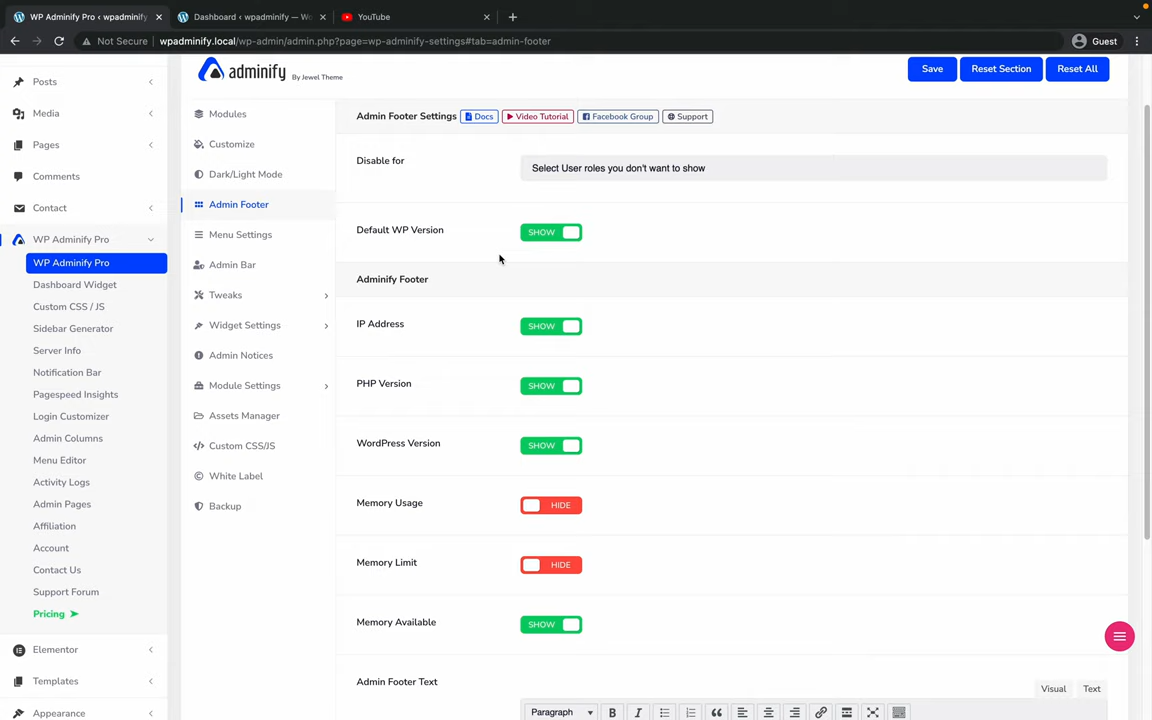 WP Adminify Pro ‹ wpadminify
Dashboard ‹ wpadminify — Wo
YouTube
Not Secure
wpadminify.local/wp-admin/admin.php?page=wp-adminify-settings#tab=admin-footer
Guest
Posts
Media
Pages
Comments
Contact
WP Adminify Pro
WP Adminify Pro
Dashboard Widget
Custom CSS / JS
Sidebar Generator
Server Info
Notification Bar
Pagespeed Insights
Login Customizer
Admin Columns
Menu Editor
Activity Logs
Admin Pages
Affiliation
Account
Contact Us
Support Forum
Pricing ➤
Elementor
Templates
Appearance
adminify By Jewel Theme
Save
Reset Section
Reset All
Modules
Customize
Dark/Light Mode
Admin Footer
Menu Settings
Admin Bar
Tweaks
Widget Settings
Admin Notices
Module Settings
Assets Manager
Custom CSS/JS
White Label
Backup
Admin Footer Settings Docs Video Tutorial Facebook Group Support
Disable for
Select User roles you don't want to show
Default WP Version SHOW
Adminify Footer
IP Address SHOW
PHP Version SHOW
WordPress Version SHOW
Memory Usage HIDE
Memory Limit HIDE
Memory Available SHOW
Admin Footer Text
Visual Text
Paragraph B I